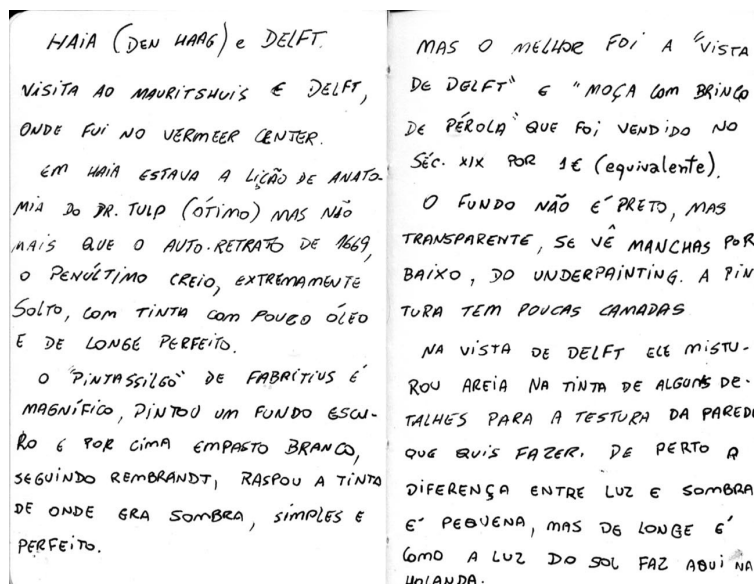 HAIA (DEN HAAG) e DELFT.
VISITA AO MAURITSHUIS E DELFT,
ONDE FUI NO VERMEER CENTER.
EM HAIA ESTAVA A LIÇÃO DE ANATO-
MIA DO DR. TULP (ÓTIMO) MAS NÃO
MAIS QUE O AUTO-RETRATO DE 1669,
O PENÚLTIMO CREIO, EXTREMAMENTE
SOLTO, COM TINTA COM POUCO ÓLEO
E DE LONGE PERFEITO.
O "PINTASSILGO" DE FABRITIUS É
MAGNÍFICO, PINTOU UM FUNDO ESCU-
RO E POR CIMA EMPASTO BRANCO,
SEGUINDO REMBRANDT, RASPOU A TINTA
DE ONDE ERA SOMBRA, SIMPLES E
PERFEITO.
MAS O MELHOR FOI A "VISTA
DE DELFT" E "MOÇA COM BRINCO
DE PÉROLA" QUE FOI VENDIDO NO
SÉC. XIX POR 1€ (equivalente).
O FUNDO NÃO É PRETO, MAS
TRANSPARENTE, SE VÊ MANCHAS POR
BAIXO, DO UNDERPAINTING. A PIN
TURA TEM POUCAS CAMADAS
NA VISTA DE DELFT ELE MISTU-
ROU AREIA NA TINTA DE ALGUNS DE-
TALHES PARA A TESTURA DA PAREDE
QUE QUIS FAZER. DE PERTO A
DIFERENÇA ENTRE LUZ E SOMBRA
É PEQUENA, MAS DE LONGE É
COMO A LUZ DO SOL FAZ AQUI NA
HOLANDA.